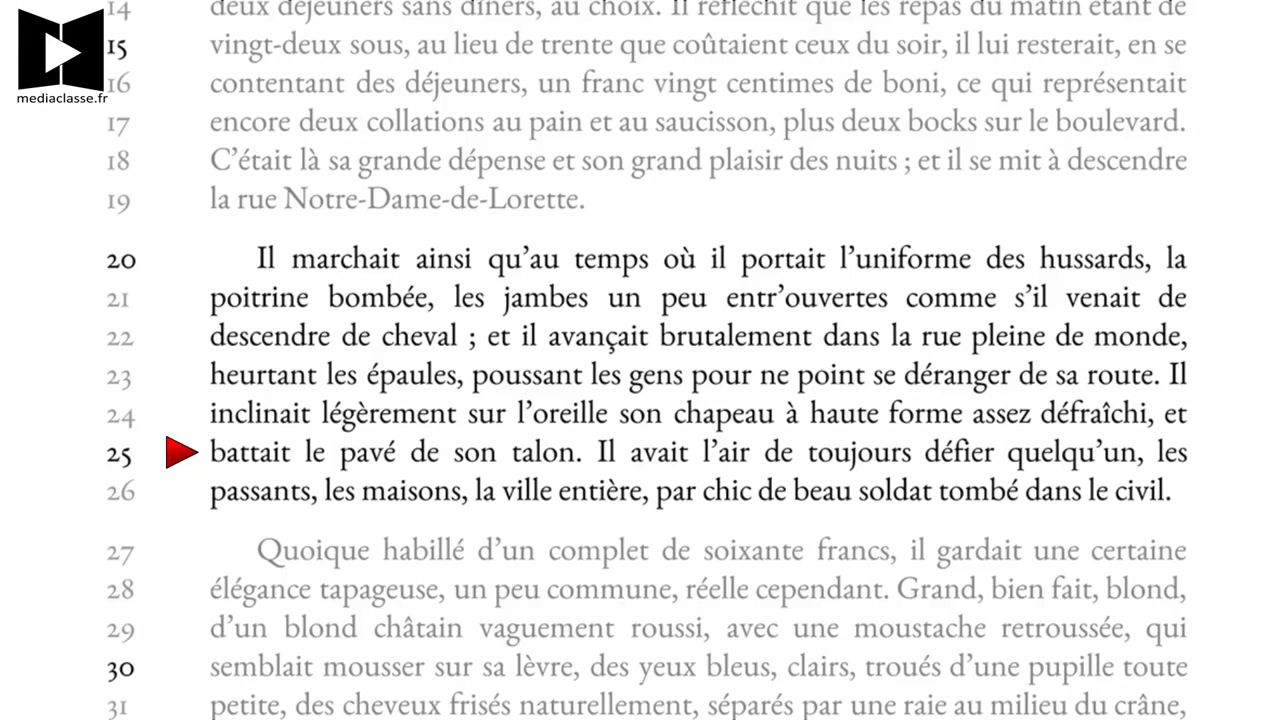 14 deux déjeuners sans dîners, au choix. Il réfléchit que les repas du matin étant de
15 vingt-deux sous, au lieu de trente que coûtaient ceux du soir, il lui resterait, en se
16 contentant des déjeuners, un franc vingt centimes de boni, ce qui représentait
mediaclasse.fr
17 encore deux collations au pain et au saucisson, plus deux bocks sur le boulevard.
18 C’était là sa grande dépense et son grand plaisir des nuits ; et il se mit à descendre
19 la rue Notre-Dame-de-Lorette.
20 Il marchait ainsi qu’au temps où il portait l’uniforme des hussards, la
21 poitrine bombée, les jambes un peu entr’ouvertes comme s’il venait de
22 descendre de cheval ; et il avançait brutalement dans la rue pleine de monde,
23 heurtant les épaules, poussant les gens pour ne point se déranger de sa route. Il
24 inclinait légèrement sur l’oreille son chapeau à haute forme assez défraîchi, et
25 battait le pavé de son talon. Il avait l’air de toujours défier quelqu’un, les
26 passants, les maisons, la ville entière, par chic de beau soldat tombé dans le civil.
27 Quoique habillé d’un complet de soixante francs, il gardait une certaine
28 élégance tapageuse, un peu commune, réelle cependant. Grand, bien fait, blond,
29 d’un blond châtain vaguement roussi, avec une moustache retroussée, qui
30 semblait mousser sur sa lèvre, des yeux bleus, clairs, troués d’une pupille toute
31 petite, des cheveux frisés naturellement, séparés par une raie au milieu du crâne,